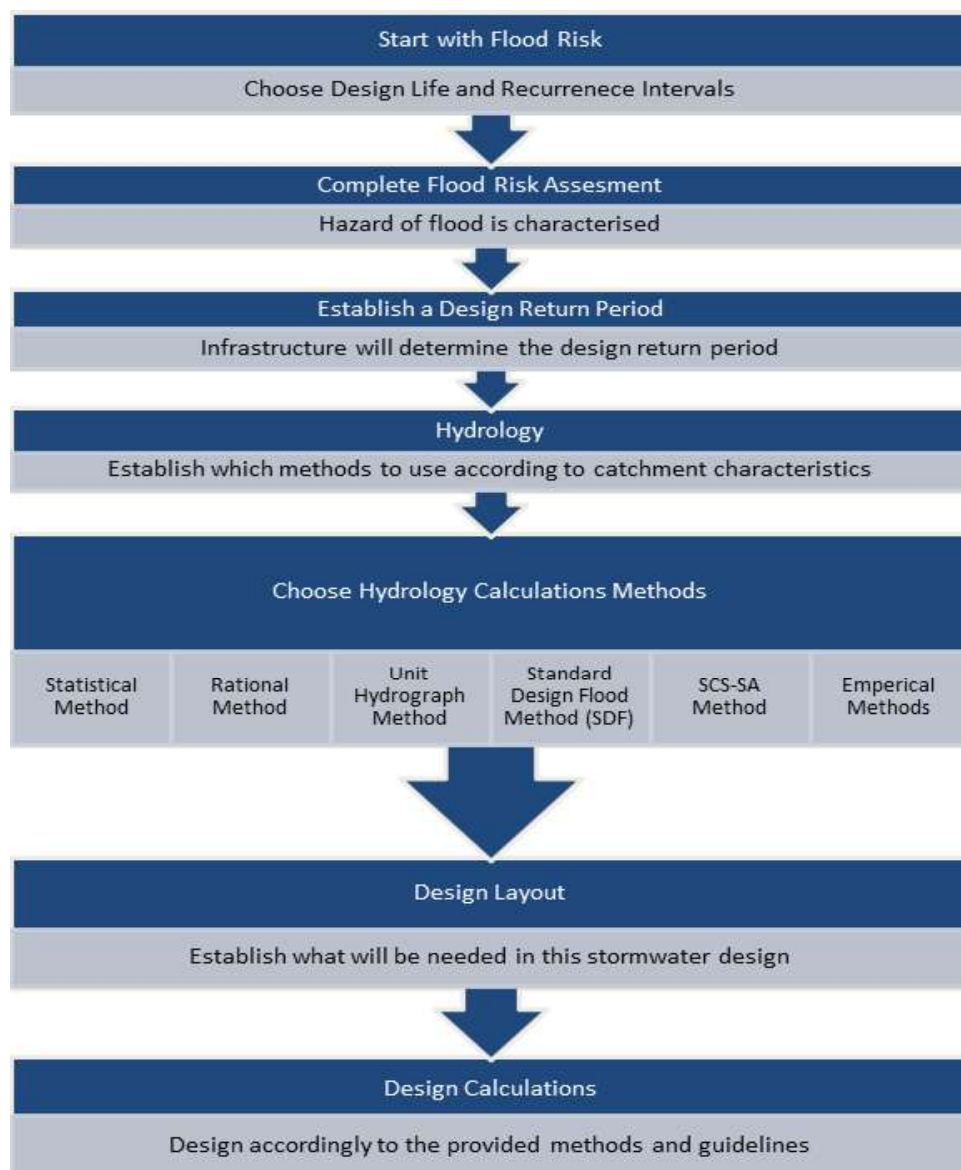 Start with Flood Risk
Choose Design Life and Recurrenece Intervals
Complete Flood Risk Assesment
Hazard of flood is characterised
Establish a Design Return Period
Infrastructure will determine the design return period
Hydrology
Establish which methods to use according to catchment characteristics
Choose Hydrology Calculations Methods
Statistical
Method
Rational
Method
Unit
Hydrograph
Method
Standard
Design Flood
Method (SDF)
SCS-SA
Method
Emperical
Methods
Design Layout
Establish what will be needed in this stormwater design
Design Calculations
Design accordingly to the provided methods and guidelines